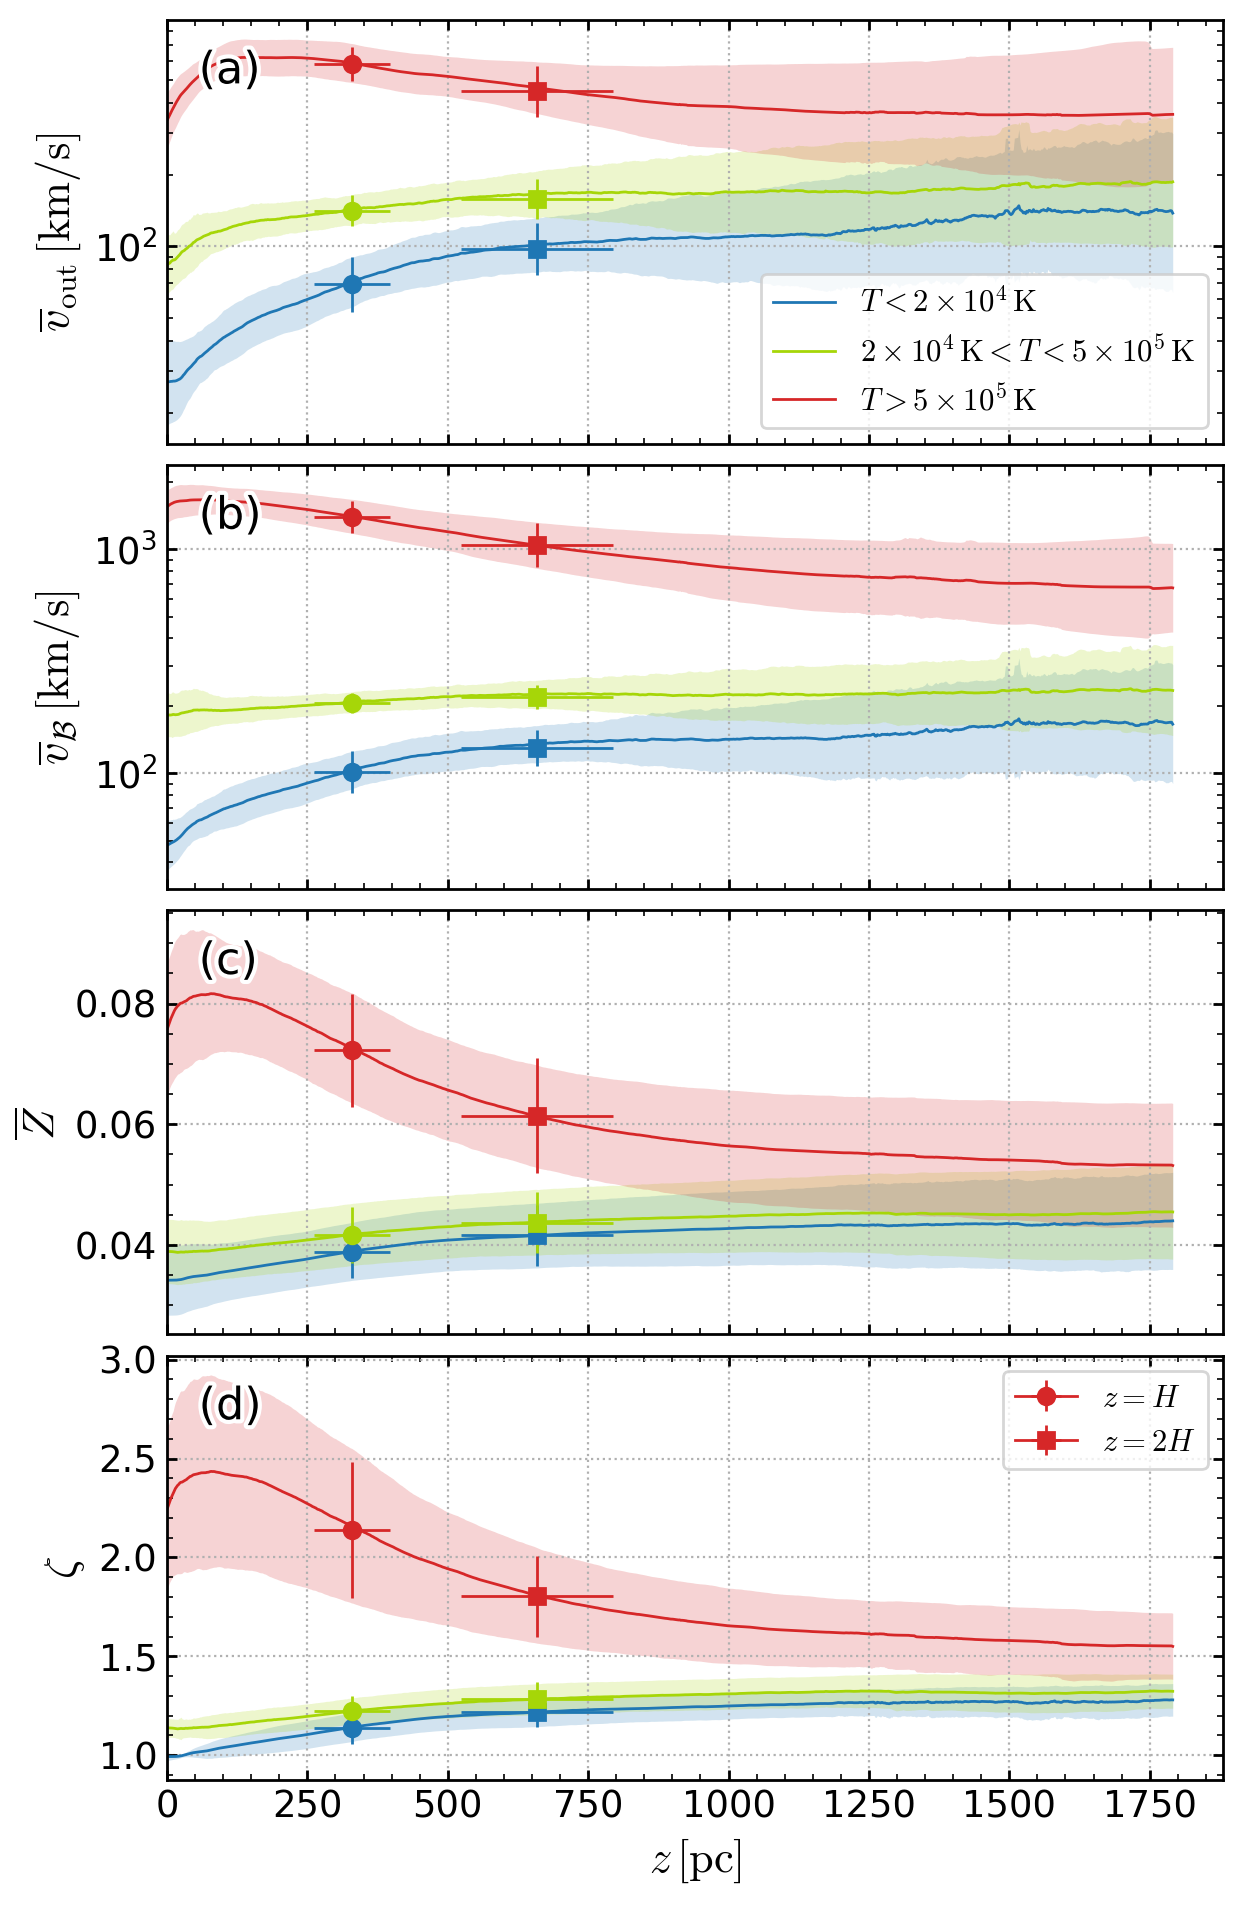 (a)
v̅_out [km/s]
10²
T < 2 × 10⁴ K
2 × 10⁴ K < T < 5 × 10⁵ K
T > 5 × 10⁵ K
(b)
v̅_ℬ [km/s]
10³
10²
(c)
Z̅
0.08
0.06
0.04
(d)
ζ
3.0
2.5
2.0
1.5
1.0
z = H
z = 2H
0 250 500 750 1000 1250 1500 1750
z [pc]